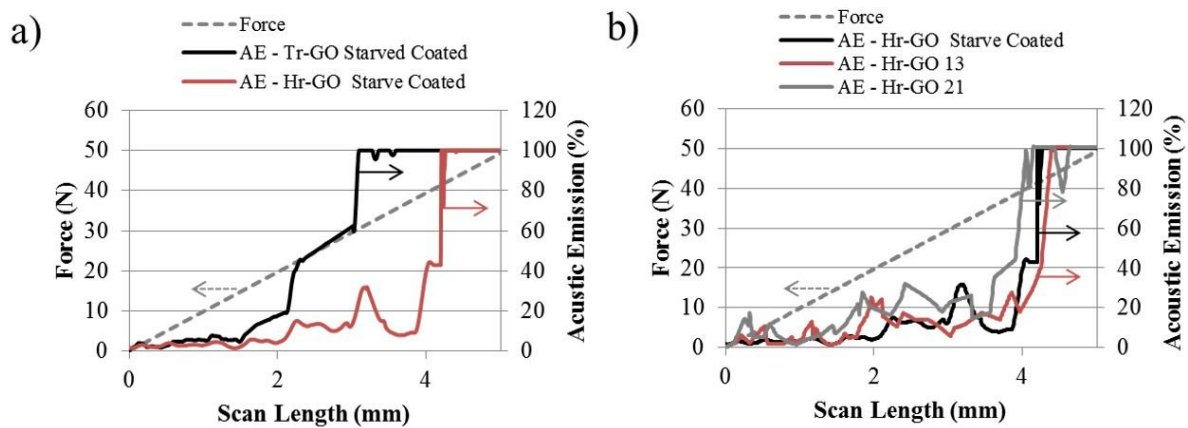 a)
Force
AE - Tr-GO Starved Coated
AE - Hr-GO Starve Coated
60
50
40
30
20
10
0
Force (N)
120
100
80
60
40
20
0
Acoustic Emission (%)
0
2
4
Scan Length (mm)
b)
Force
AE - Hr-GO Starve Coated
AE - Hr-GO 13
AE - Hr-GO 21
60
50
40
30
20
10
0
Force (N)
120
100
80
60
40
20
0
Acoustic Emission (%)
0
2
4
Scan Length (mm)